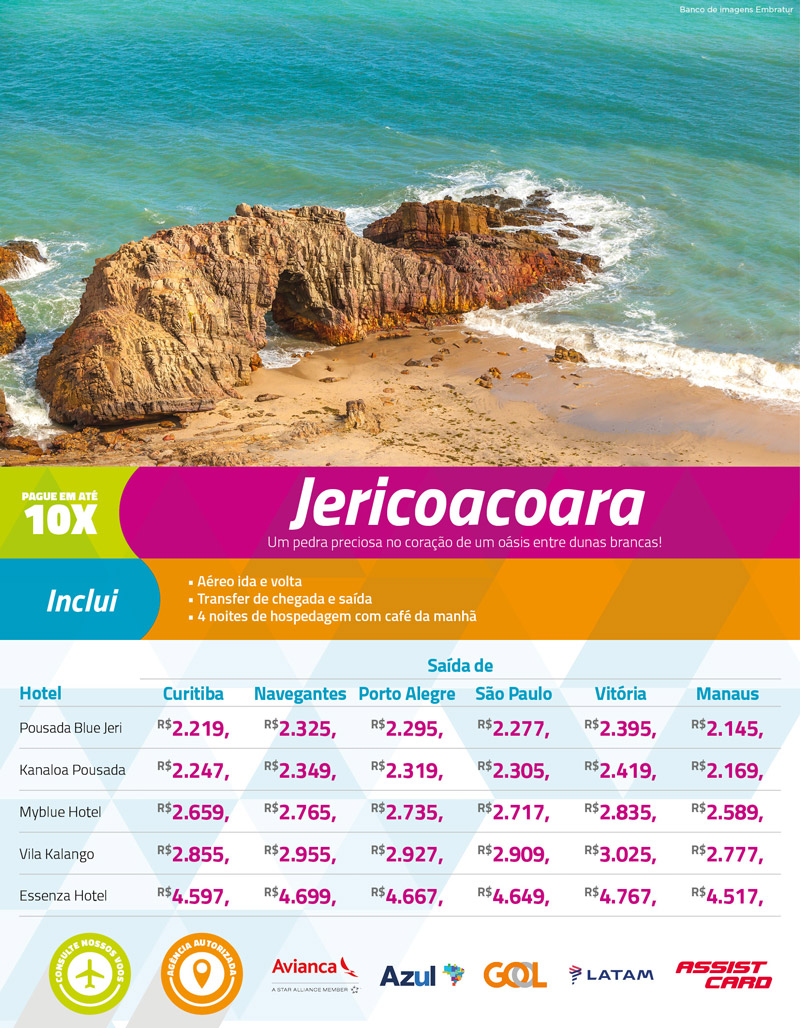 Banco de imagens Embratur
PAGUE EM ATÉ
10X
Jericoacoara
Um pedra preciosa no coração de um oásis entre dunas brancas!
Inclui
• Aéreo ida e volta
• Transfer de chegada e saída
• 4 noites de hospedagem com café da manhã
Saída de
Hotel Curitiba Navegantes Porto Alegre São Paulo Vitória Manaus
Pousada Blue Jeri R$2.219, R$2.325, R$2.295, R$2.277, R$2.395, R$2.145,
Kanaloa Pousada R$2.247, R$2.349, R$2.319, R$2.305, R$2.419, R$2.169,
Myblue Hotel R$2.659, R$2.765, R$2.735, R$2.717, R$2.835, R$2.589,
Vila Kalango R$2.855, R$2.955, R$2.927, R$2.909, R$3.025, R$2.777,
Essenza Hotel R$4.597, R$4.699, R$4.667, R$4.649, R$4.767, R$4.517,
CONSULTE NOSSOS VOOS
AGÊNCIA AUTORIZADA
Avianca
A STAR ALLIANCE MEMBER
Azul
GOL
LATAM
ASSIST
CARD